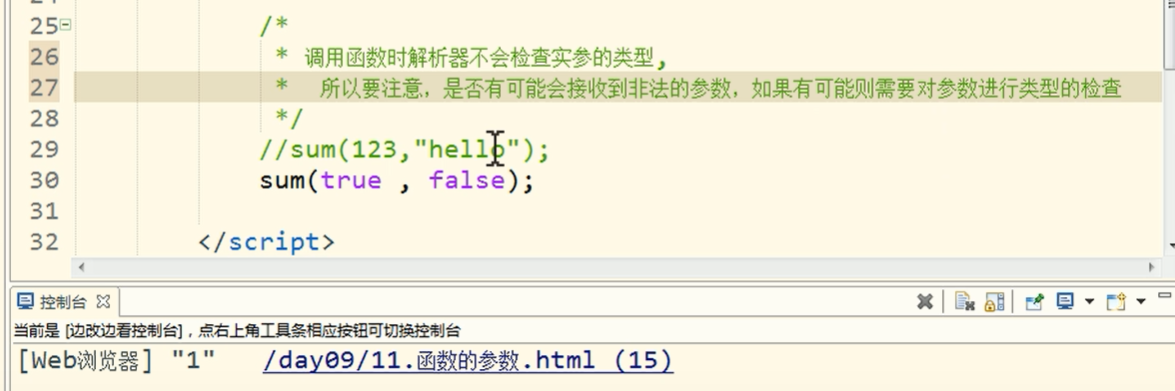 25 /*
26 * 调用函数时解析器不会检查实参的类型,
27 * 所以要注意，是否有可能会接收到非法的参数，如果有可能则需要对参数进行类型的检查
28 */
29 //sum(123,"hello");
30 sum(true , false);
31
32 </script>
控制台
当前是 [边改边看控制台]，点右上角工具条相应按钮可切换控制台
[Web浏览器] "1" /day09/11.函数的参数.html (15)